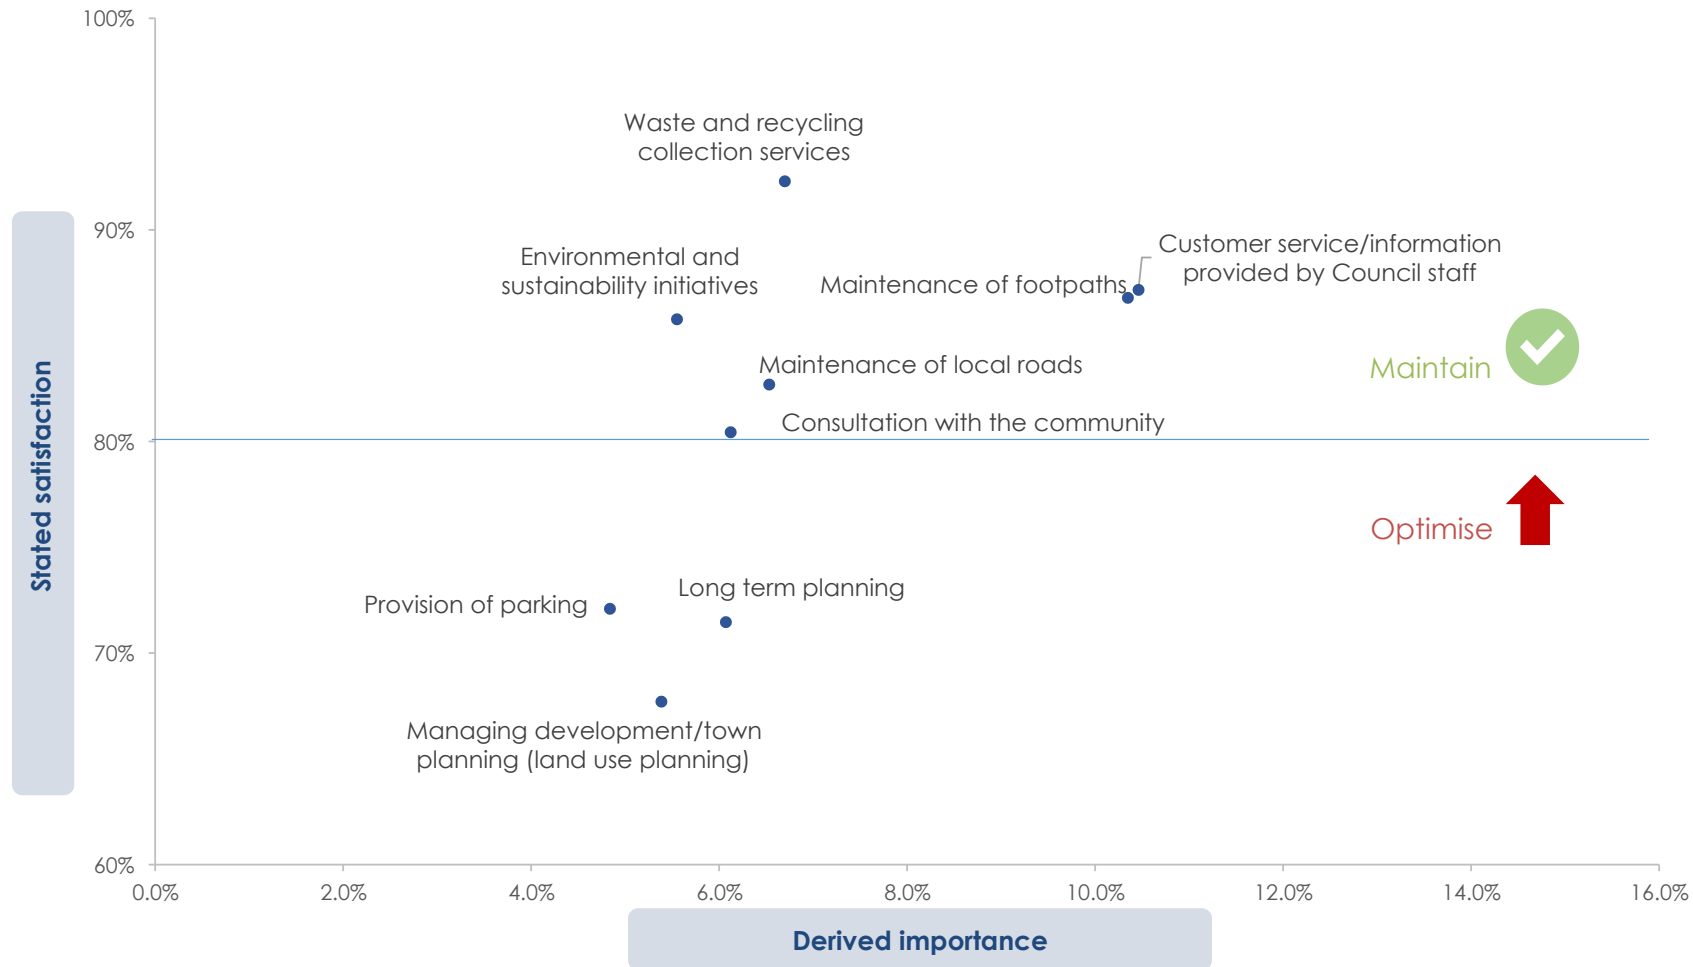 100%
Waste and recycling
collection services
90%
Customer service/information
provided by Council staff
Environmental and
sustainability initiatives
Maintenance of footpaths
Maintain
Maintenance of local roads
Consultation with the community
80%
Stated satisfaction
Optimise
Long term planning
Provision of parking
70%
Managing development/town
planning (land use planning)
60%
0.0% 2.0% 4.0% 6.0% 8.0% 10.0% 12.0% 14.0% 16.0%
Derived importance